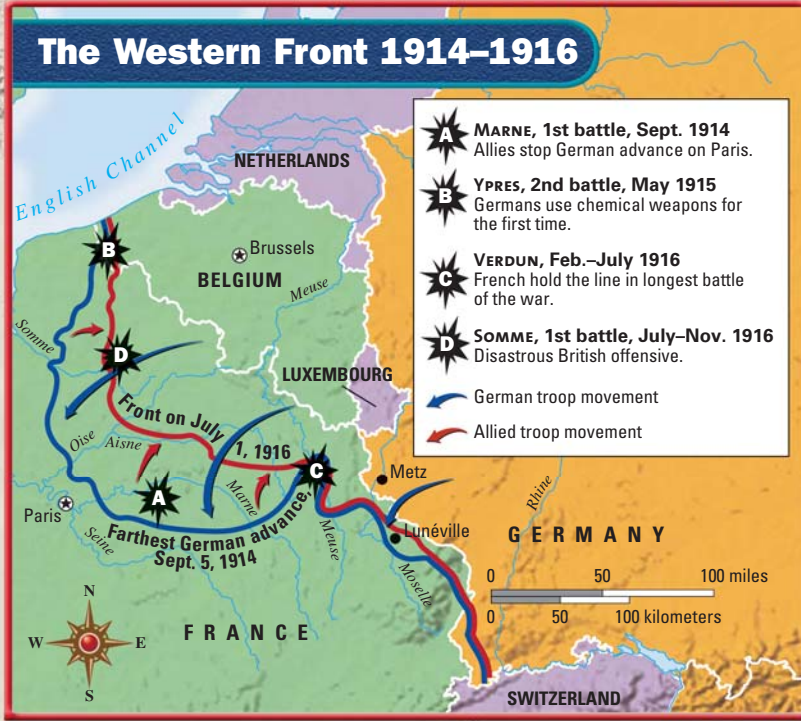 The Western Front 1914–1916
A
MARNE, 1st battle, Sept. 1914
Allies stop German advance on Paris.
B
YPRES, 2nd battle, May 1915
Germans use chemical weapons for
the first time.
C
VERDUN, Feb.–July 1916
French hold the line in longest battle
of the war.
D
SOMME, 1st battle, July–Nov. 1916
Disastrous British offensive.
German troop movement
Allied troop movement
English Channel
NETHERLANDS
B
Brussels
BELGIUM
Meuse
Somme
D
LUXEMBOURG
Front on July 1, 1916
Oise
Aisne
C
Metz
A
Marne
Paris
Seine
Farthest German advance,
Sept. 5, 1914
Meuse
Lunéville
Moselle
Rhine
GERMANY
0 50 100 miles
0 50 100 kilometers
N
W E
S
FRANCE
SWITZERLAND